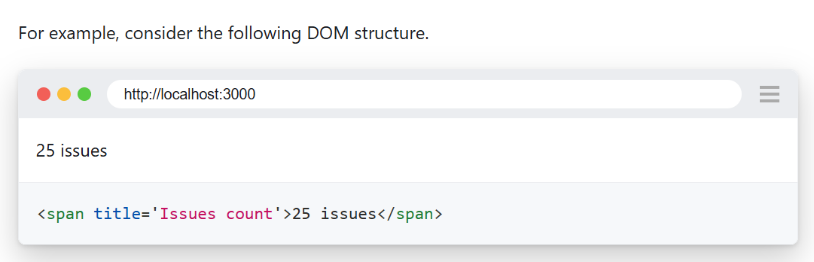 For example, consider the following DOM structure.
http://localhost:3000
25 issues
<span title='Issues count'>25 issues</span>